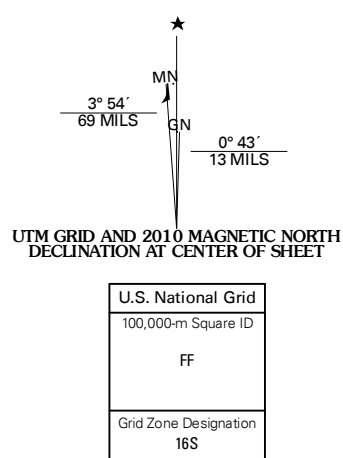 ★
MN
3° 54´
69 MILS
GN
0° 43´
13 MILS
UTM GRID AND 2010 MAGNETIC NORTH
DECLINATION AT CENTER OF SHEET
U.S. National Grid
100,000-m Square ID
FF
Grid Zone Designation
16S